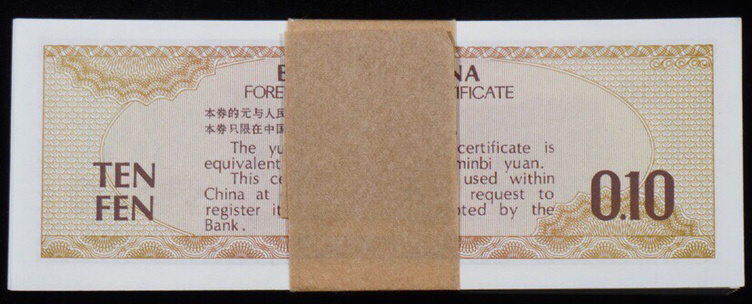 NA
FORE IFICATE
本券的元与人民
本券只限在中国
The yu certificate is
equivalent minbi yuan.
This ce used within
China at request to
register it pted by the
Bank.
TEN
FEN
0.10